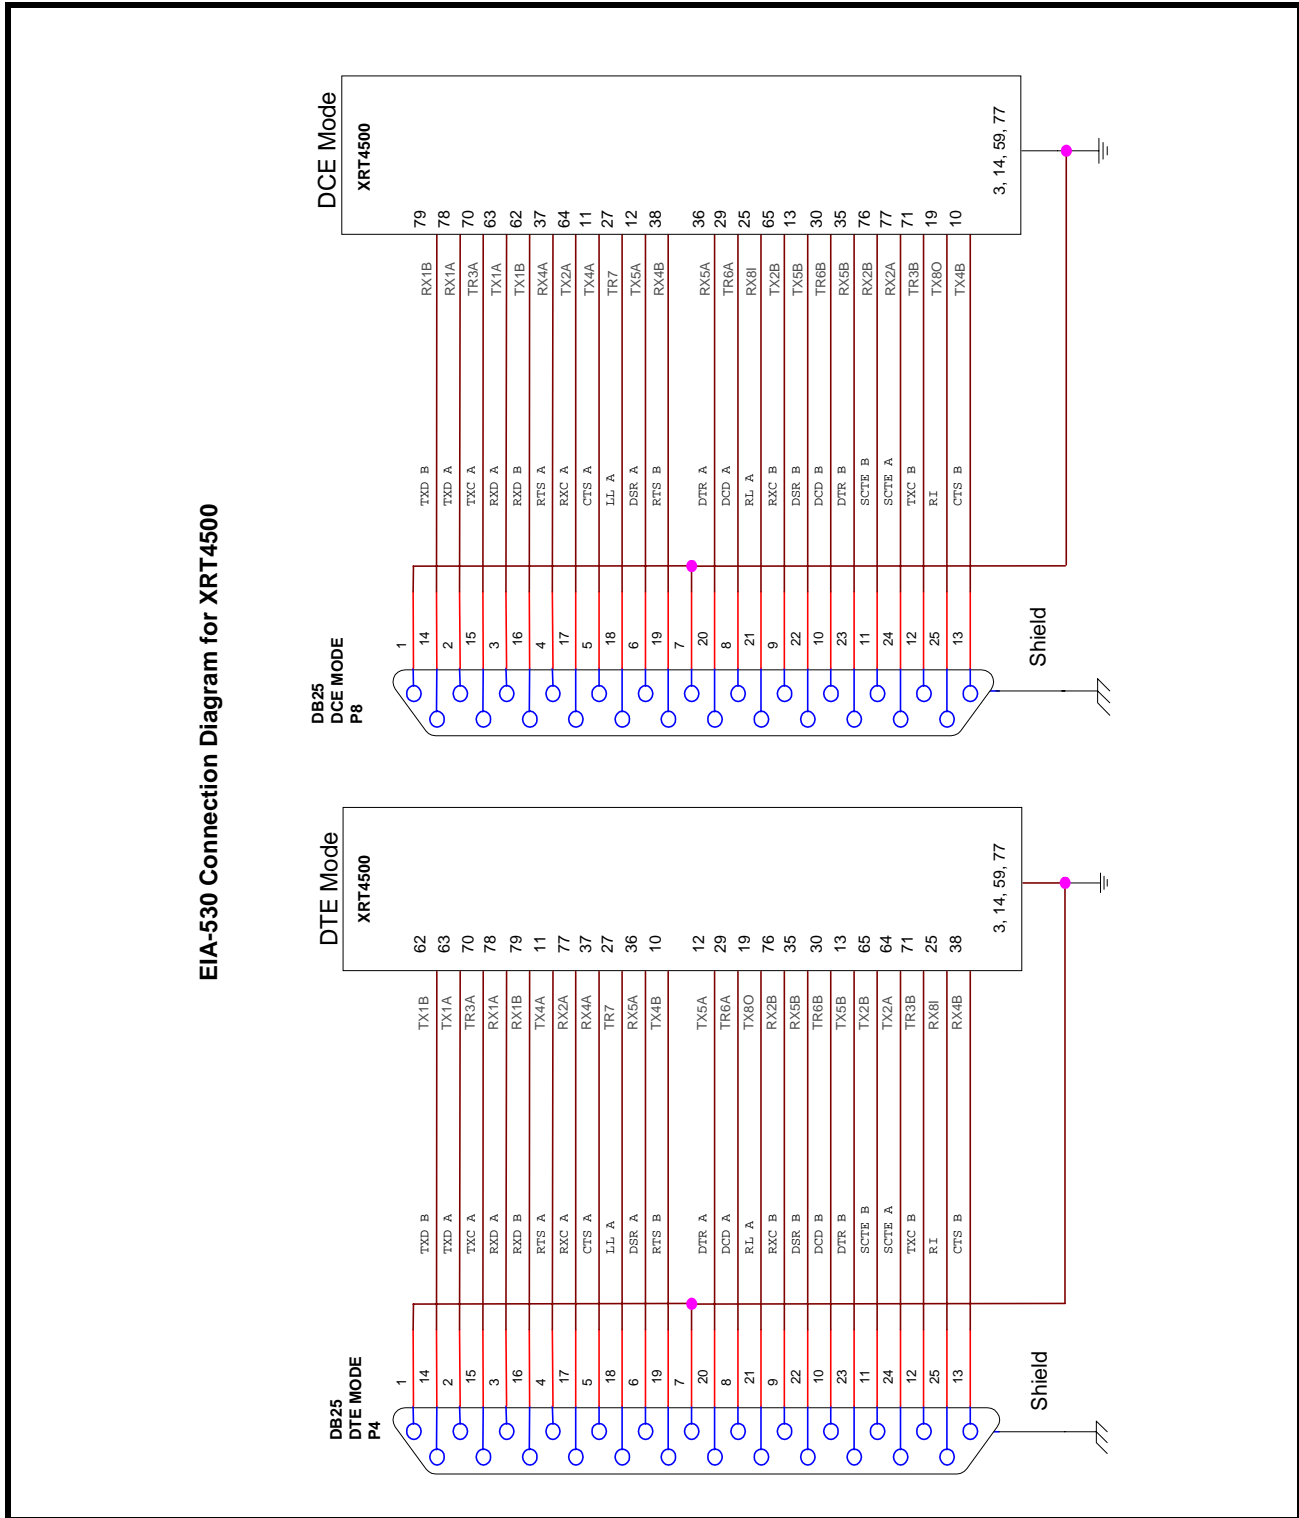 EIA-530 Connection Diagram for XRT4500
DCE Mode
XRT4500
3, 14, 59, 77
79
78
70
63
62
37
64
11
27
12
38
36
29
25
65
13
30
35
76
77
71
19
10
RX1B
RX1A
TR3A
TX1A
TX1B
RX4A
TX2A
TX4A
TR7
TX5A
RX4B
RX5A
TR6A
RX8I
TX2B
TX5B
TR6B
RX5B
RX2B
RX2A
TR3B
TX8O
TX4B
TXD B
TXD A
TXC A
RXD A
RXD B
RTS A
RXC A
CTS A
LL A
DSR A
RTS B
DTR A
DCD A
RL A
RXC B
DSR B
DCD B
DTR B
SCTE B
SCTE A
TXC B
RI
CTS B
1
14
2
15
3
16
4
17
5
18
6
19
7
20
8
21
9
22
10
23
11
24
12
25
13
DB25
DCE MODE
P8
Shield
DTE Mode
XRT4500
3, 14, 59, 77
62
63
70
78
79
11
77
37
27
36
10
12
29
19
76
35
30
13
65
64
71
25
38
TX1B
TX1A
TR3A
RX1A
RX1B
TX4A
RX2A
RX4A
TR7
RX5A
TX4B
TX5A
TR6A
TX8O
RX2B
RX5B
TR6B
TX5B
TX2B
TX2A
TR3B
RX8I
RX4B
TXD B
TXD A
TXC A
RXD A
RXD B
RTS A
RXC A
CTS A
LL A
DSR A
RTS B
DTR A
DCD A
RL A
RXC B
DSR B
DCD B
DTR B
SCTE B
SCTE A
TXC B
RI
CTS B
1
14
2
15
3
16
4
17
5
18
6
19
7
20
8
21
9
22
10
23
11
24
12
25
13
DB25
DTE MODE
P4
Shield